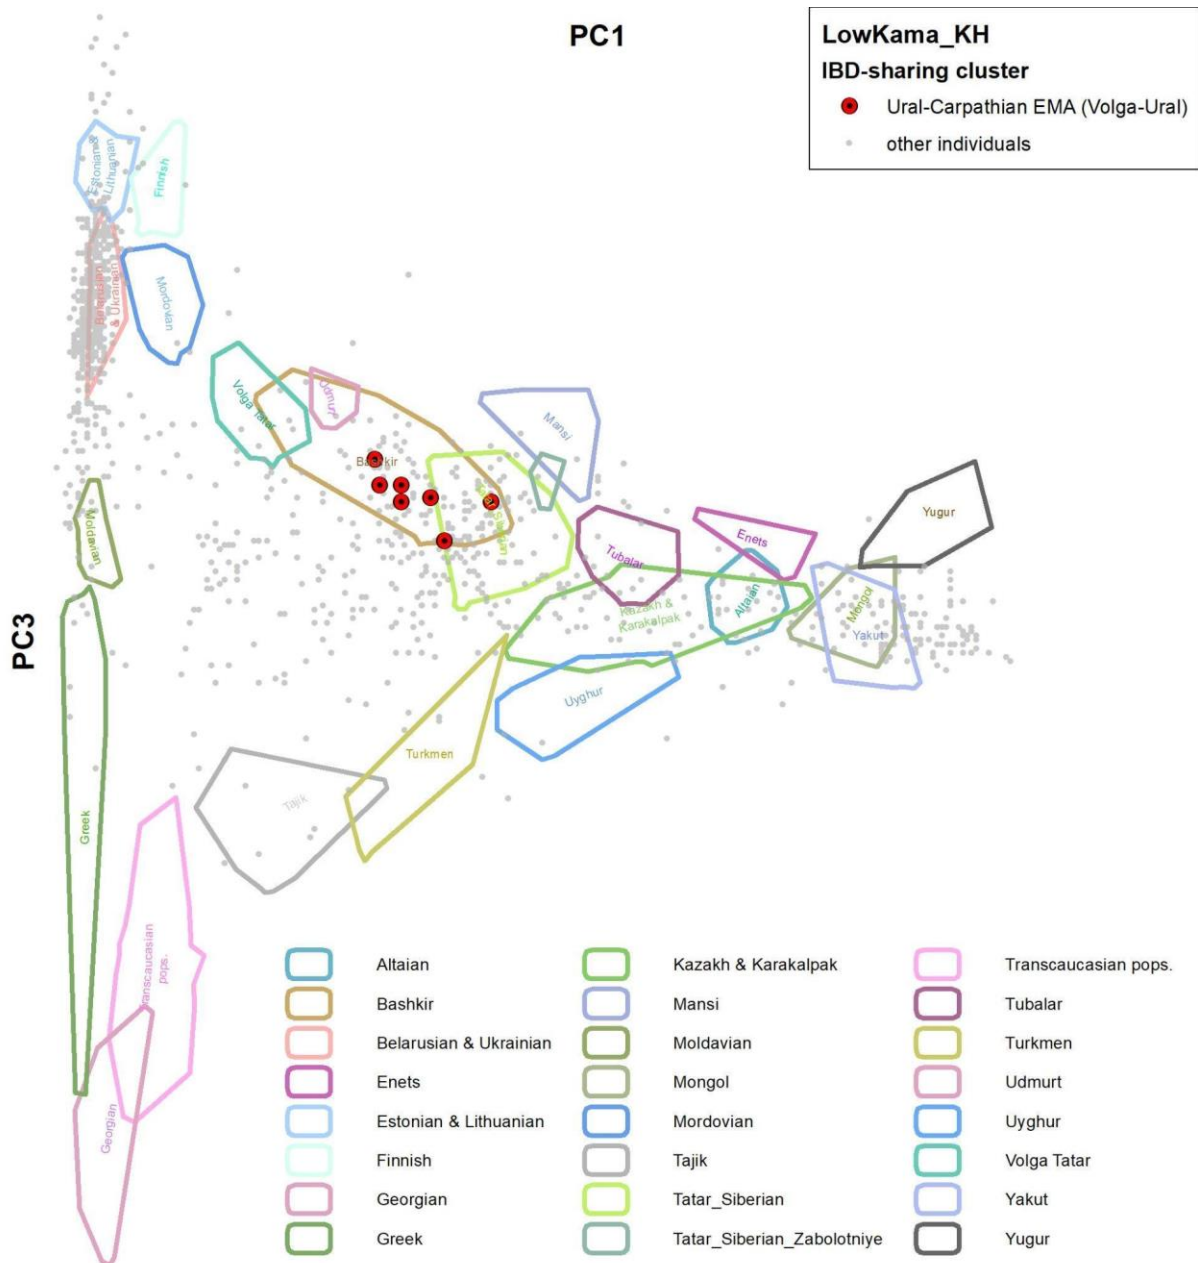 PC1
LowKama_KH
IBD-sharing cluster
Ural-Carpathian EMA (Volga-Ural)
other individuals
Estonian &
Lithuanian
Finnish
Belarusian
& Ukrainian
Mordovian
Volga Tatar
Udmurt
Bashkir
Mansi
Yugur
Enets
Moldavian
Tubalar
Altaian
Kazakh &
Karakalpak
Mongol
Yakut
PC3
Uyghur
Turkmen
Tajik
Greek
Transcaucasian
pops.
Georgian
Altaian
Bashkir
Belarusian & Ukrainian
Enets
Estonian & Lithuanian
Finnish
Georgian
Greek
Kazakh & Karakalpak
Mansi
Moldavian
Mongol
Mordovian
Tajik
Tatar_Siberian
Tatar_Siberian_Zabolotniye
Transcaucasian pops.
Tubalar
Turkmen
Udmurt
Uyghur
Volga Tatar
Yakut
Yugur